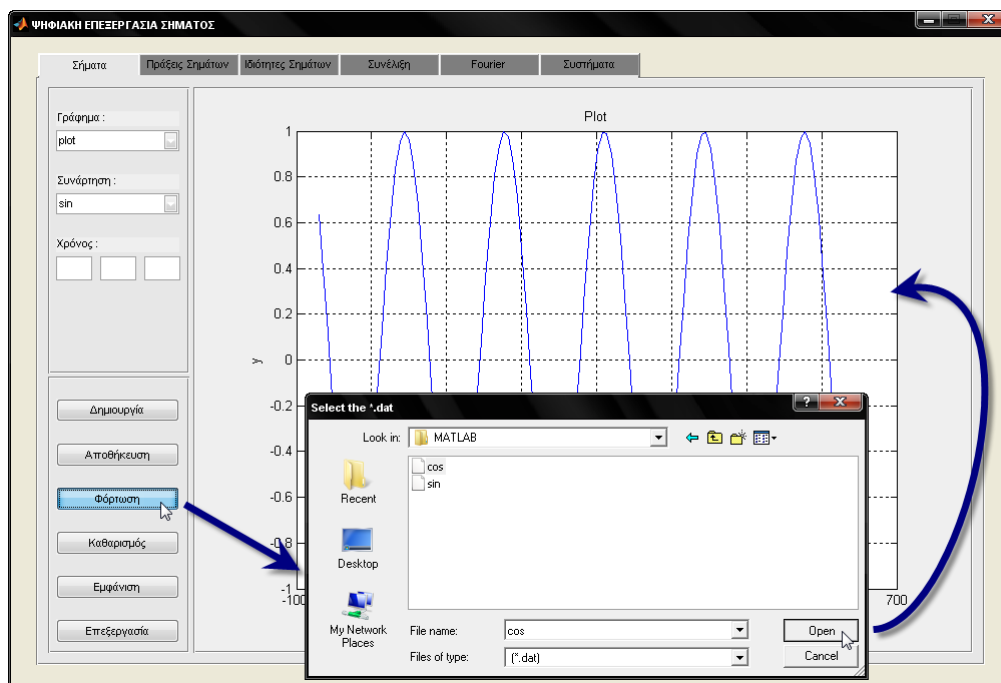 ΨΗΦΙΑΚΗ ΕΠΕΞΕΡΓΑΣΙΑ ΣΗΜΑΤΟΣ
Σήματα Πράξεις Σημάτων Ιδιότητες Σημάτων Συνέλιξη Fourier Συστήματα
Γράφημα :
plot
Συνάρτηση :
sin
Χρόνος :
Δημιουργία
Αποθήκευση
Φόρτωση
Καθαρισμός
Εμφάνιση
Επεξεργασία
Plot
1
0.8
0.6
0.4
0.2
0
-0.2
-0.4
-0.6
-0.8
-1
y
-100
700
Select the *.dat
Look in: MATLAB
cos
sin
Recent
Desktop
My Network
Places
File name: cos
Files of type: (*.dat)
Open
Cancel